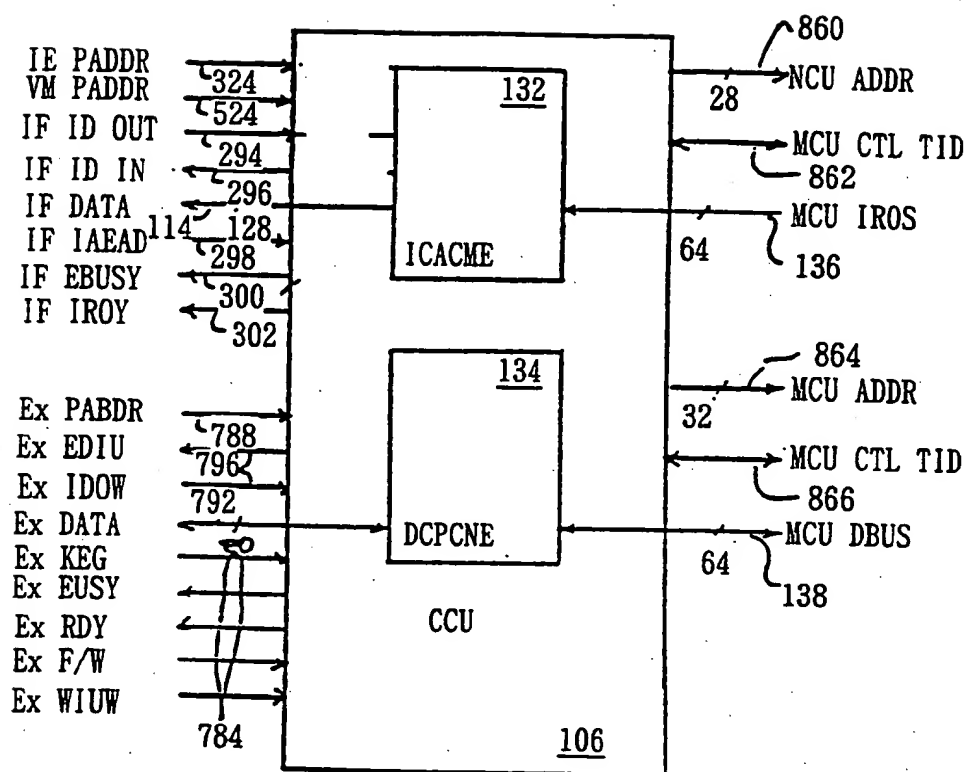 IE PADDR
324
VM PADDR
524
IF ID OUT
294
IF ID IN
296
IF DATA
114
128
IF IAEAD
298
IF EBUSY
300
IF IROY
302
132
ICACME
860
28
NCU ADDR
MCU CTL TID
862
MCU IROS
64
136
Ex PABDR
788
Ex EDIU
796
Ex IDOW
792
Ex DATA
Ex KEG
Ex EUSY
Ex RDY
Ex F/W
Ex WIUW
784
134
DCPCNE
CCU
106
864
32
MCU ADDR
MCU CTL TID
866
MCU DBUS
64
138